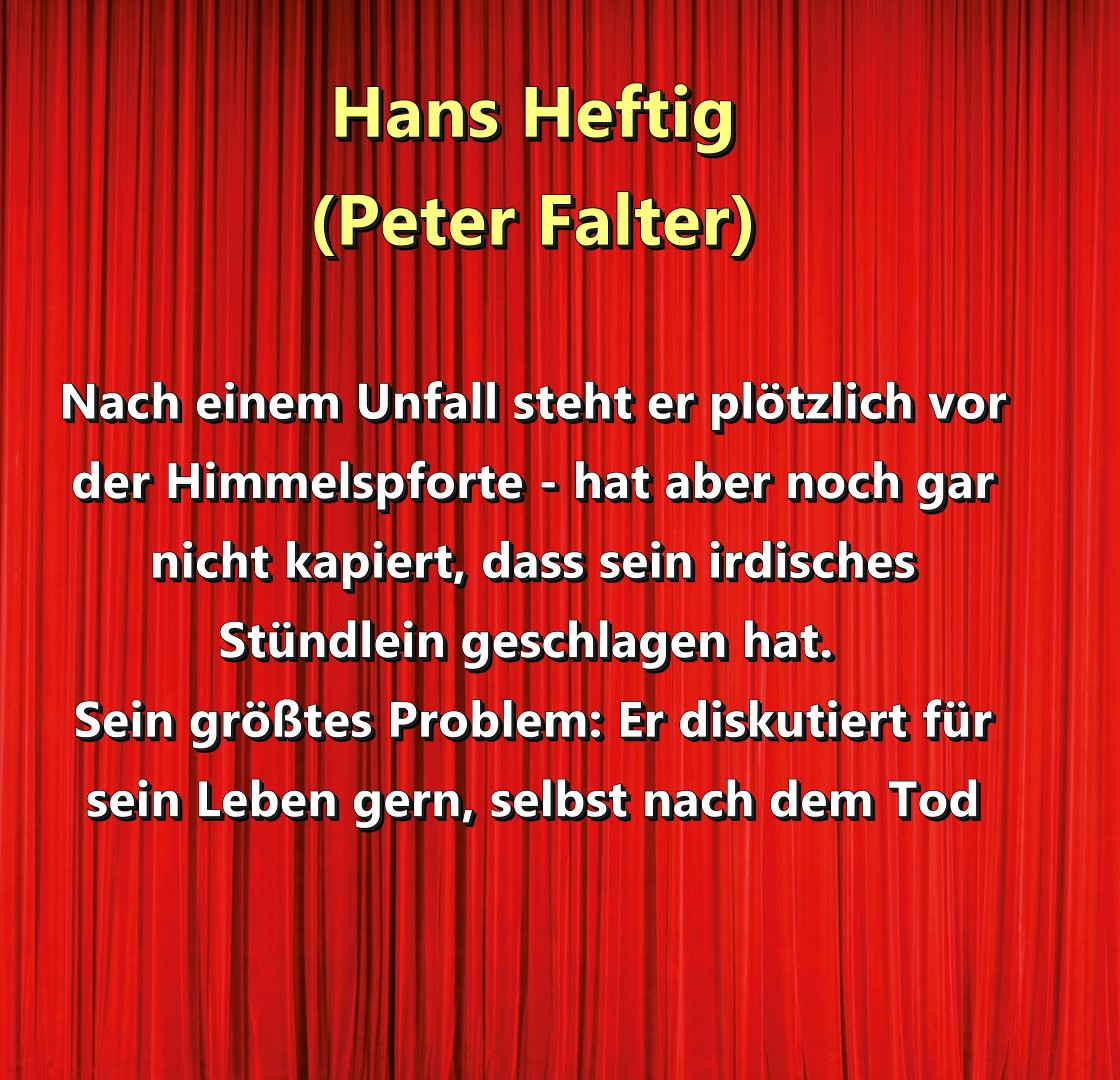 Hans Heftig
(Peter Falter)
Nach einem Unfall steht er plötzlich vor
der Himmelspforte - hat aber noch gar
nicht kapiert, dass sein irdisches
Stündlein geschlagen hat.
Sein größtes Problem: Er diskutiert für
sein Leben gern, selbst nach dem Tod